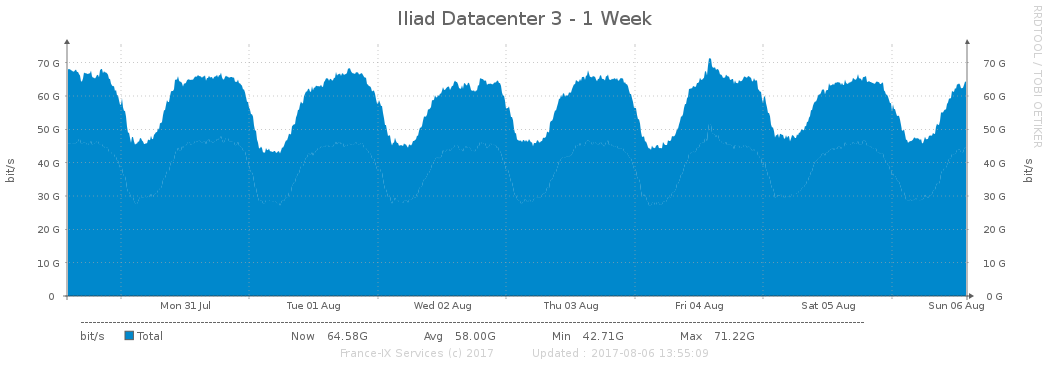 Iliad Datacenter 3 - 1 Week
RRDTOOL / TOBI OETIKER
bit/s
70 G
60 G
50 G
40 G
30 G
20 G
10 G
0
70 G
60 G
50 G
40 G
30 G
20 G
10 G
0 G
bit/s
Mon 31 Jul Tue 01 Aug Wed 02 Aug Thu 03 Aug Fri 04 Aug Sat 05 Aug Sun 06 Aug
bit/s Total Now 64.58G Avg 58.00G Min 42.71G Max 71.22G
France-IX Services (c) 2017 Updated : 2017-08-06 13:55:09